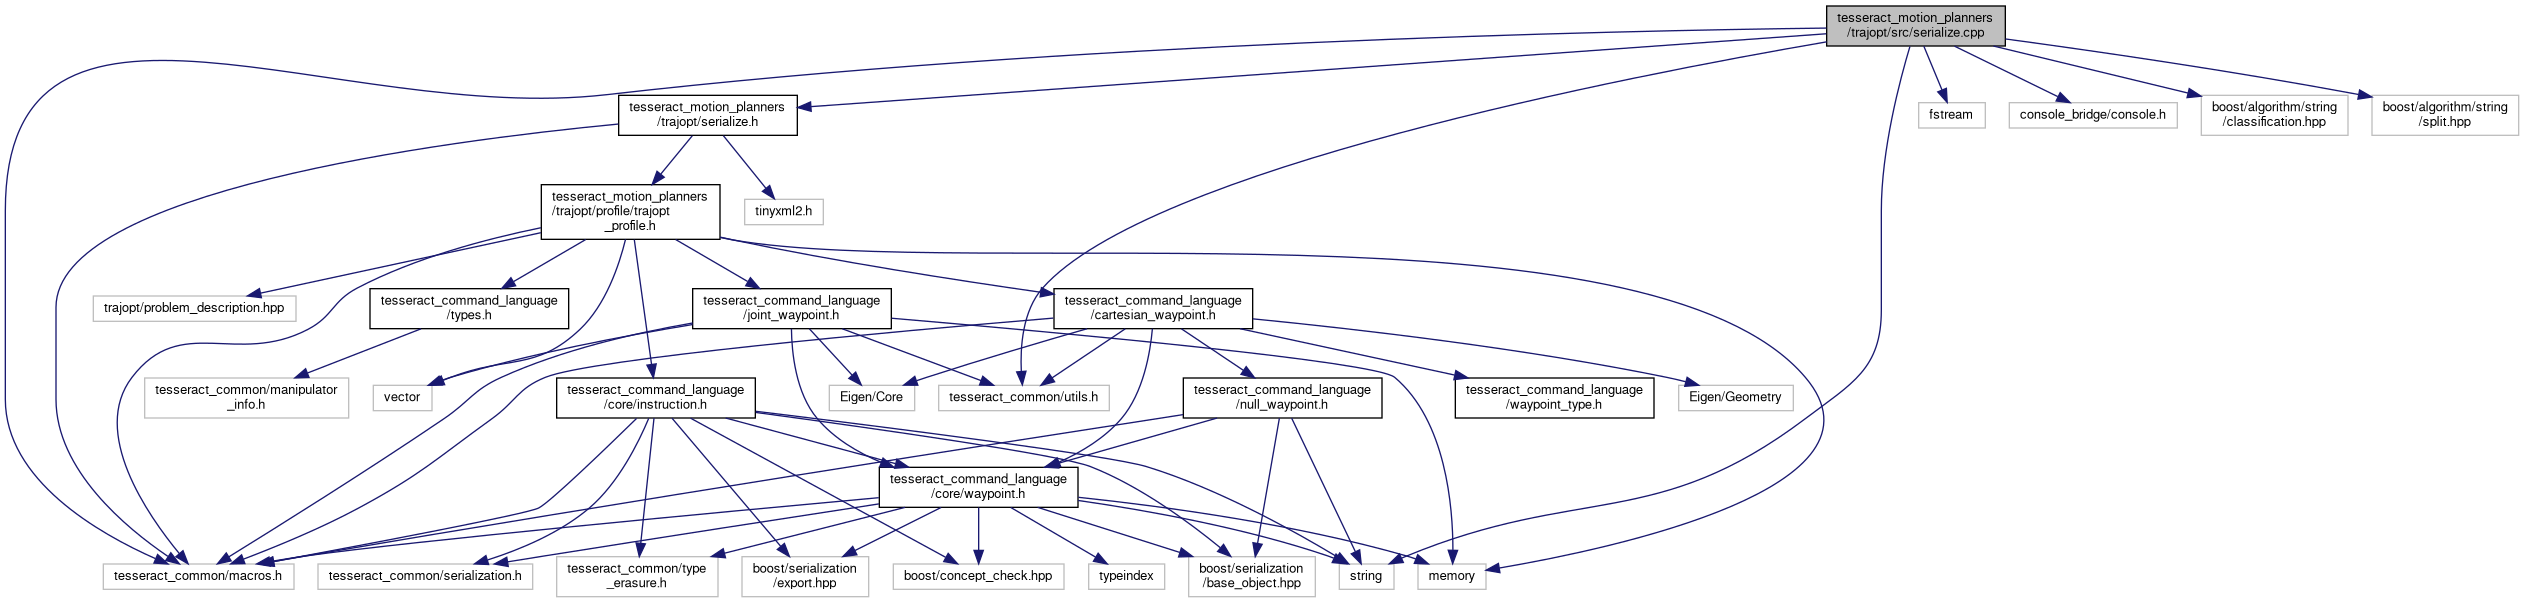 tesseract_motion_planners
/trajopt/src/serialize.cpp
tesseract_motion_planners
/trajopt/serialize.h
fstream
console_bridge/console.h
boost/algorithm/string
/classification.hpp
boost/algorithm/string
/split.hpp
tesseract_motion_planners
/trajopt/profile/trajopt
_profile.h
tinyxml2.h
trajopt/problem_description.hpp
tesseract_command_language
/types.h
tesseract_command_language
/joint_waypoint.h
tesseract_command_language
/cartesian_waypoint.h
tesseract_common/manipulator
_info.h
vector
tesseract_command_language
/core/instruction.h
Eigen/Core
tesseract_common/utils.h
tesseract_command_language
/null_waypoint.h
tesseract_command_language
/waypoint_type.h
Eigen/Geometry
tesseract_command_language
/core/waypoint.h
tesseract_common/macros.h
tesseract_common/serialization.h
tesseract_common/type
_erasure.h
boost/serialization
/export.hpp
boost/concept_check.hpp
typeindex
boost/serialization
/base_object.hpp
string
memory